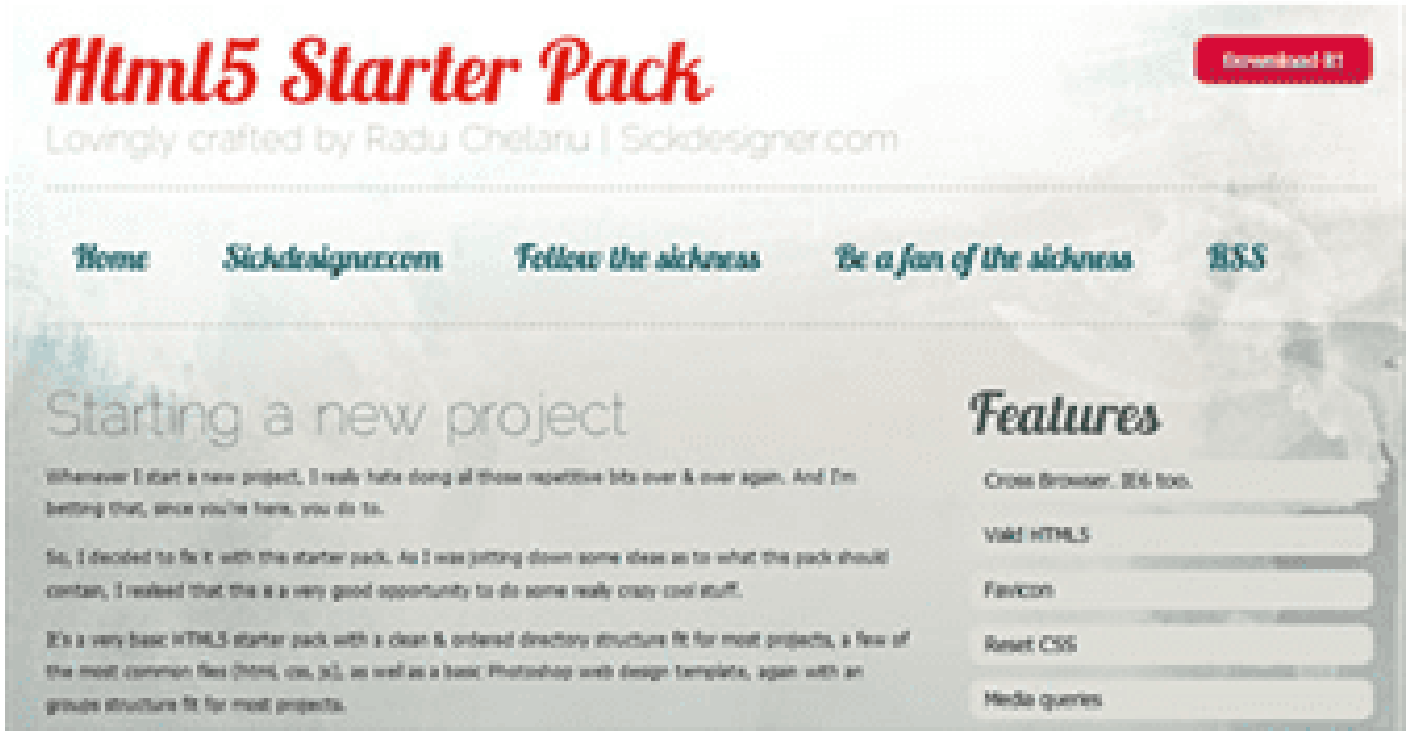 Html5 Starter Pack
Download it!
Lovingly crafted by Radu Chelaru | Sickdesigner.com
Home Sickdesigner.com Follow the sickness Be a fan of the sickness RSS
Starting a new project
Whenever I start a new project, I really hate doing all those repetitive bits over & over again. And I'm
betting that, since you're here, you do to.
So, I decided to fix it with this starter pack. As I was jotting down some ideas as to what this pack should
contain, I realised that this is a very good opportunity to do some really crazy cool stuff.
It's a very basic HTML5 starter pack with a clean & ordered directory structure fit for most projects, a few of
the most common files (html, css, js), as well as a basic Photoshop web design template, again with an
groups structure fit for most projects.
Features
Cross Browser. IE6 too.
Valid HTML5
Favicon
Reset CSS
Media queries